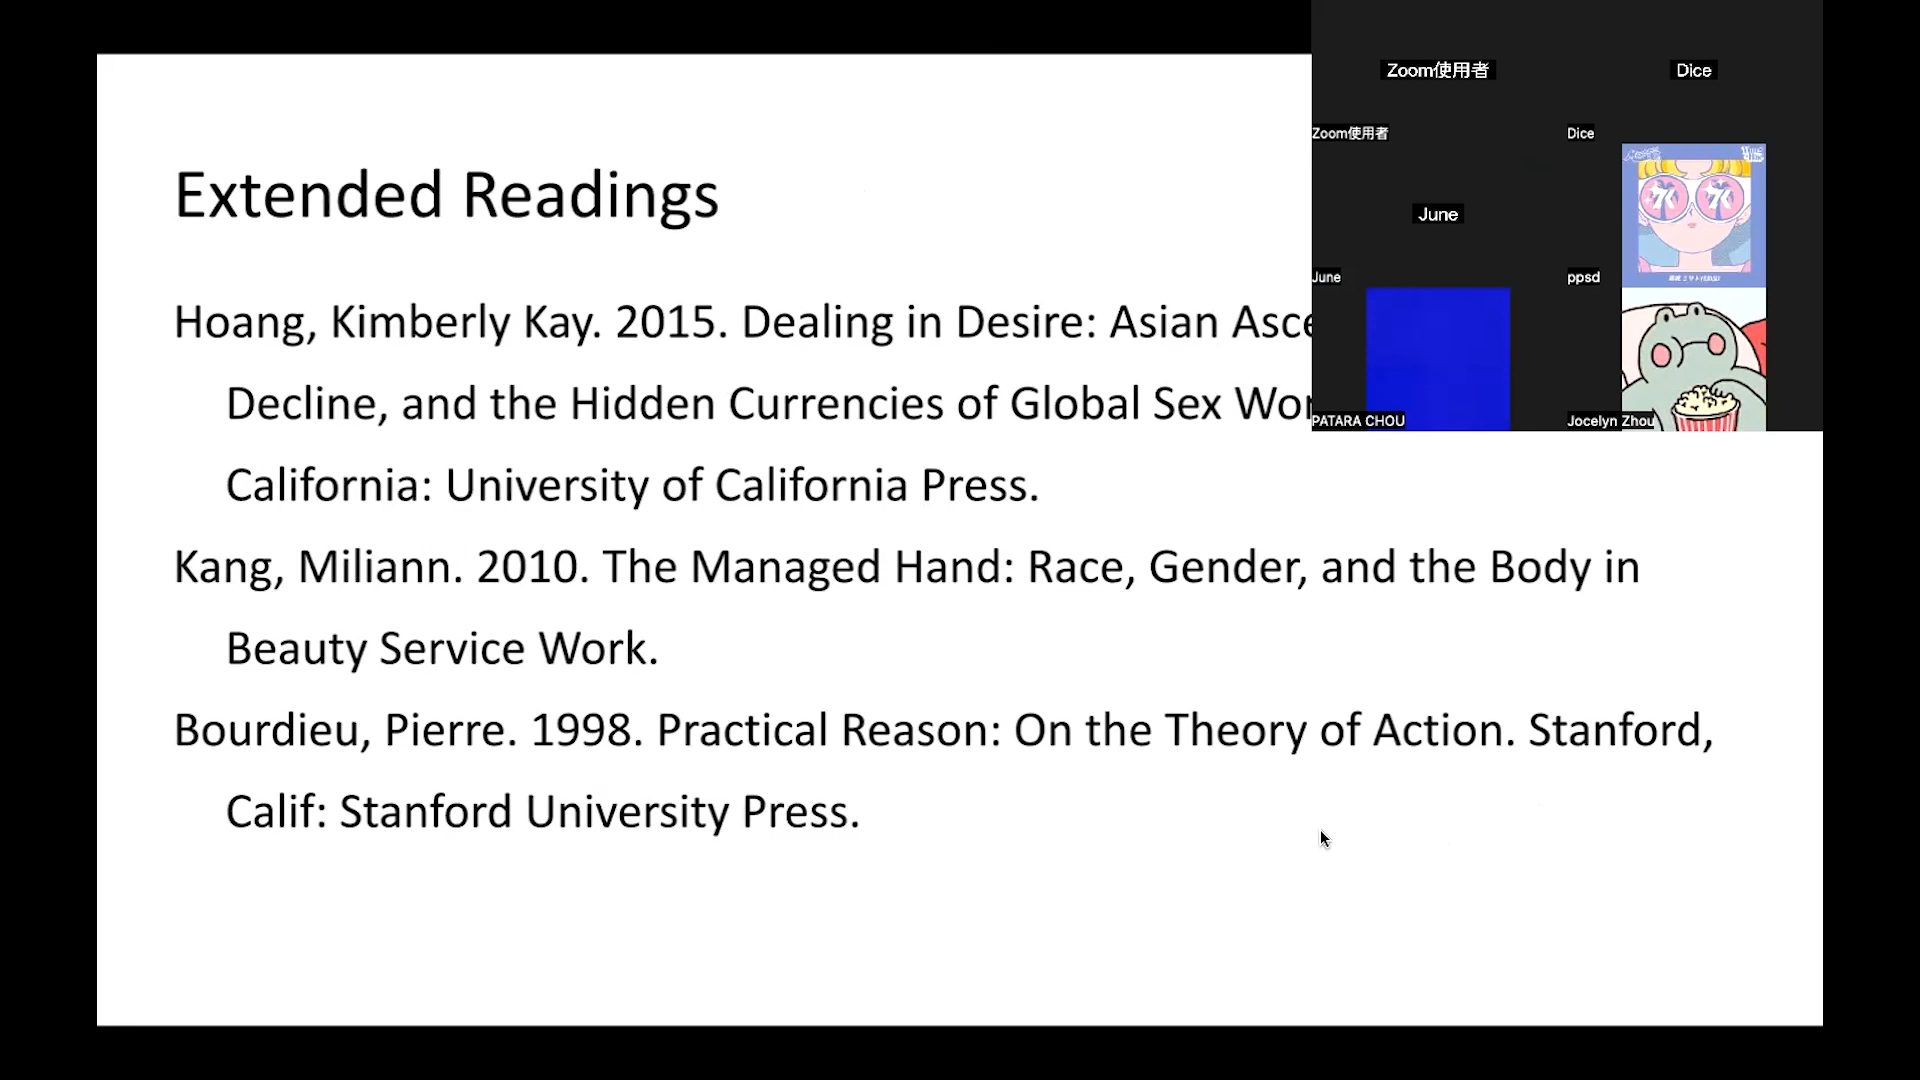 Extended Readings
Hoang, Kimberly Kay. 2015. Dealing in Desire: Asian
Decline, and the Hidden Currencies of Global Sex
California: University of California Press.
Kang, Miliann. 2010. The Managed Hand: Race, Gender, and the Body in
Beauty Service Work.
Bourdieu, Pierre. 1998. Practical Reason: On the Theory of Action. Stanford,
Calif: Stanford University Press.
Zoom使用者
Dice
Zoom使用者
Dice
June
June
ppsd
PATARA CHOU
Jocelyn Zhou